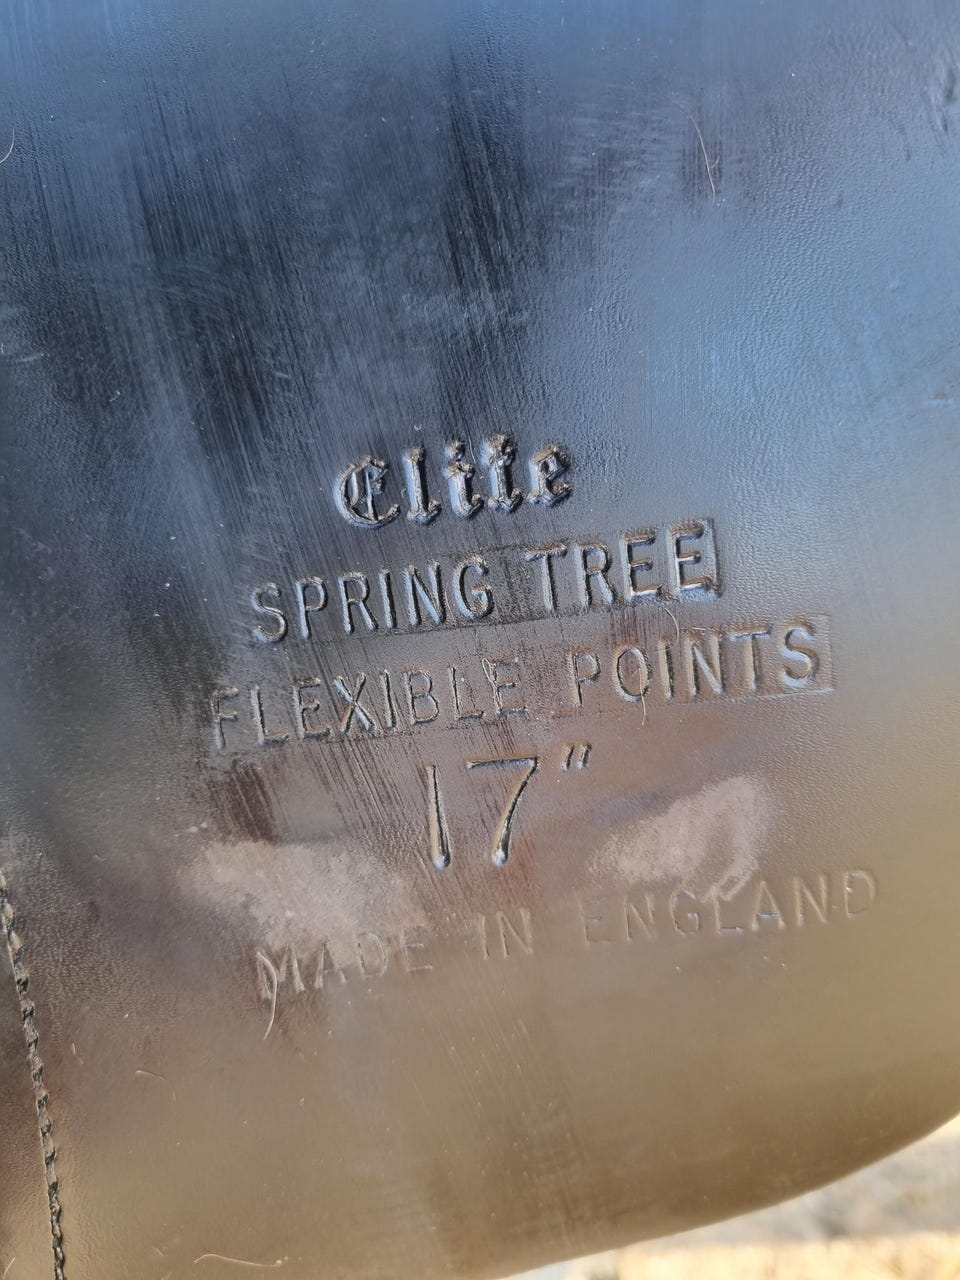 Elite
SPRING TREE
FLEXIBLE POINTS
17"
MADE IN ENGLAND